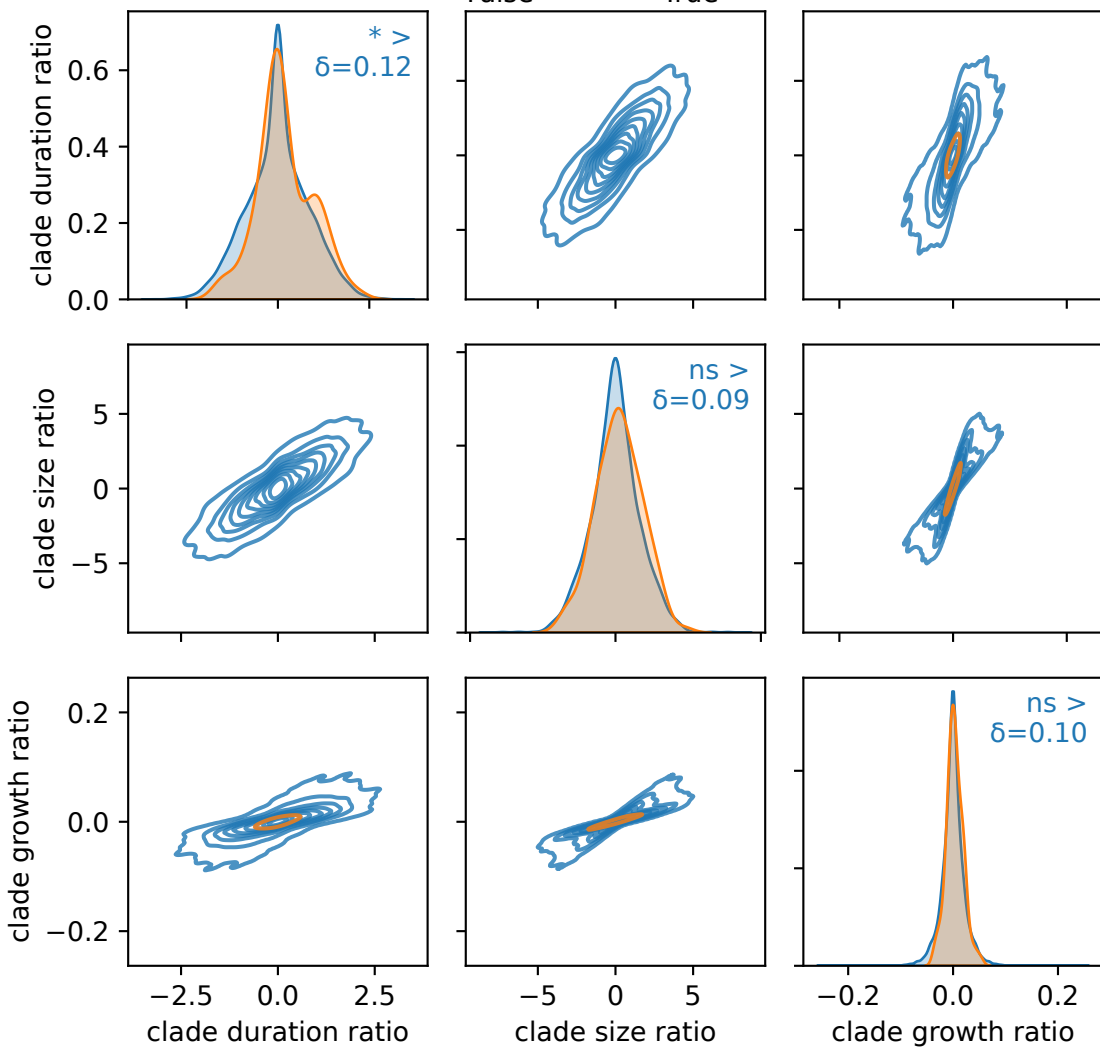 clade duration ratio
0.6
0.4
0.2
0.0
* >
δ=0.12
clade size ratio
5
0
−5
ns >
δ=0.09
clade growth ratio
0.2
0.0
−0.2
ns >
δ=0.10
−2.5 0.0 2.5
−5 0 5
−0.2 0.0 0.2
clade duration ratio
clade size ratio
clade growth ratio